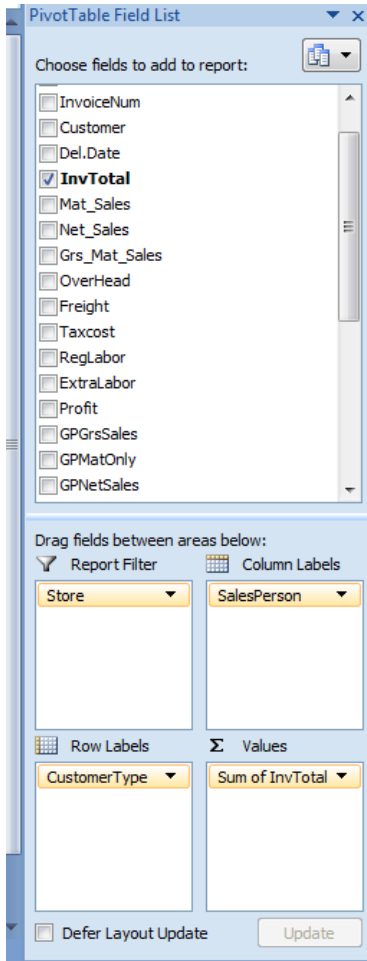 PivotTable Field List
Choose fields to add to report:
InvoiceNum
Customer
Del.Date
InvTotal
Mat_Sales
Net_Sales
Grs_Mat_Sales
OverHead
Freight
Taxcost
RegLabor
ExtraLabor
Profit
GPGrsSales
GPMatOnly
GPNetSales
Drag fields between areas below:
Report Filter Column Labels
Store SalesPerson
Row Labels Σ Values
CustomerType Sum of InvTotal
Defer Layout Update Update